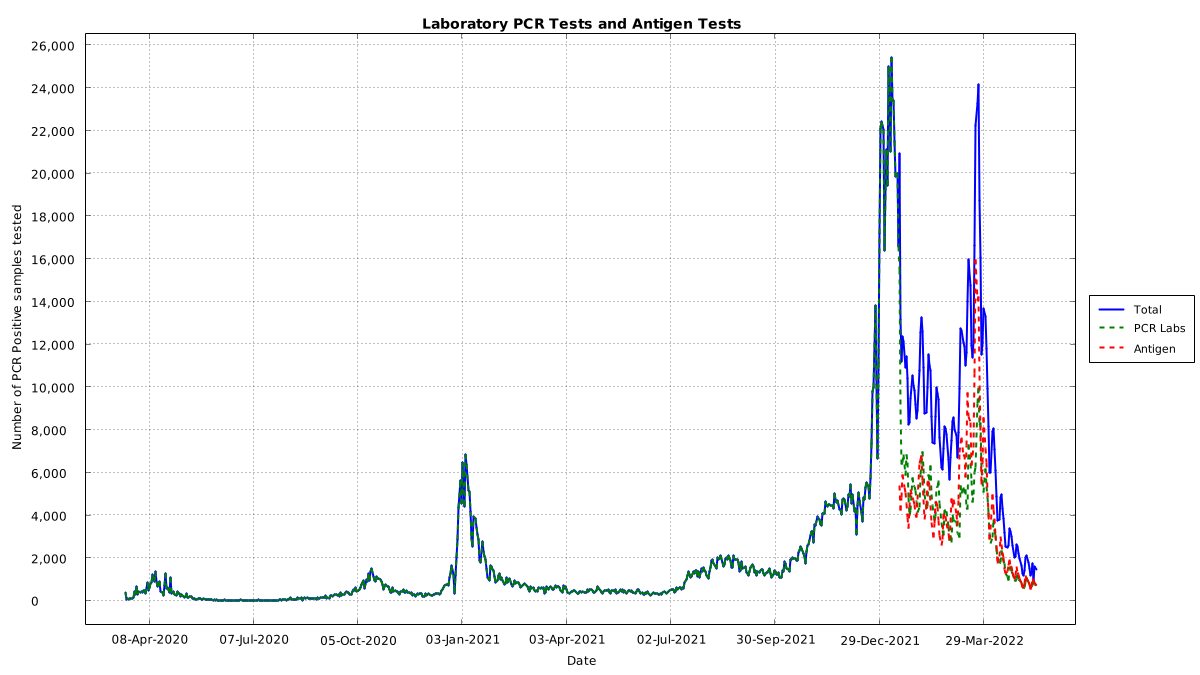 Laboratory PCR Tests and Antigen Tests
26,000
24,000
22,000
20,000
18,000
16,000
14,000
12,000
10,000
8,000
6,000
4,000
2,000
0
Number of PCR Positive samples tested
08-Apr-2020
07-Jul-2020
05-Oct-2020
03-Jan-2021
03-Apr-2021
02-Jul-2021
30-Sep-2021
29-Dec-2021
29-Mar-2022
Date
Total
PCR Labs
Antigen